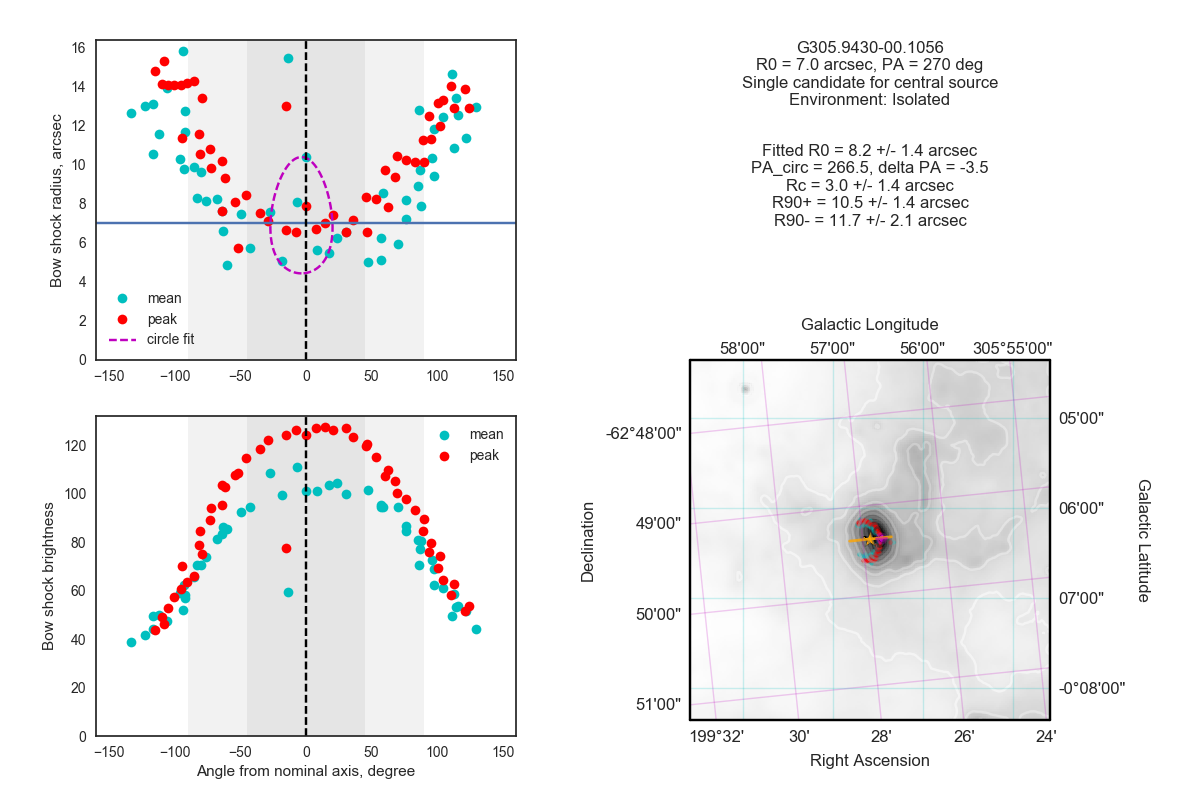 16
14
12
10
8
6
4
2
0
Bow shock radius, arcsec
mean
peak
circle fit
−150
−100
−50
0
50
100
150
120
100
80
60
40
20
0
Bow shock brightness
mean
peak
−150
−100
−50
0
50
100
150
Angle from nominal axis, degree
G305.9430-00.1056
R0 = 7.0 arcsec, PA = 270 deg
Single candidate for central source
Environment: Isolated
Fitted R0 = 8.2 +/- 1.4 arcsec
PA_circ = 266.5, delta PA = -3.5
Rc = 3.0 +/- 1.4 arcsec
R90+ = 10.5 +/- 1.4 arcsec
R90- = 11.7 +/- 2.1 arcsec
Galactic Longitude
58'00"
57'00"
56'00"
305°55'00"
-62°48'00"
49'00"
50'00"
51'00"
Declination
05'00"
06'00"
07'00"
-0°08'00"
Galactic Latitude
199°32'
30'
28'
26'
24'
Right Ascension